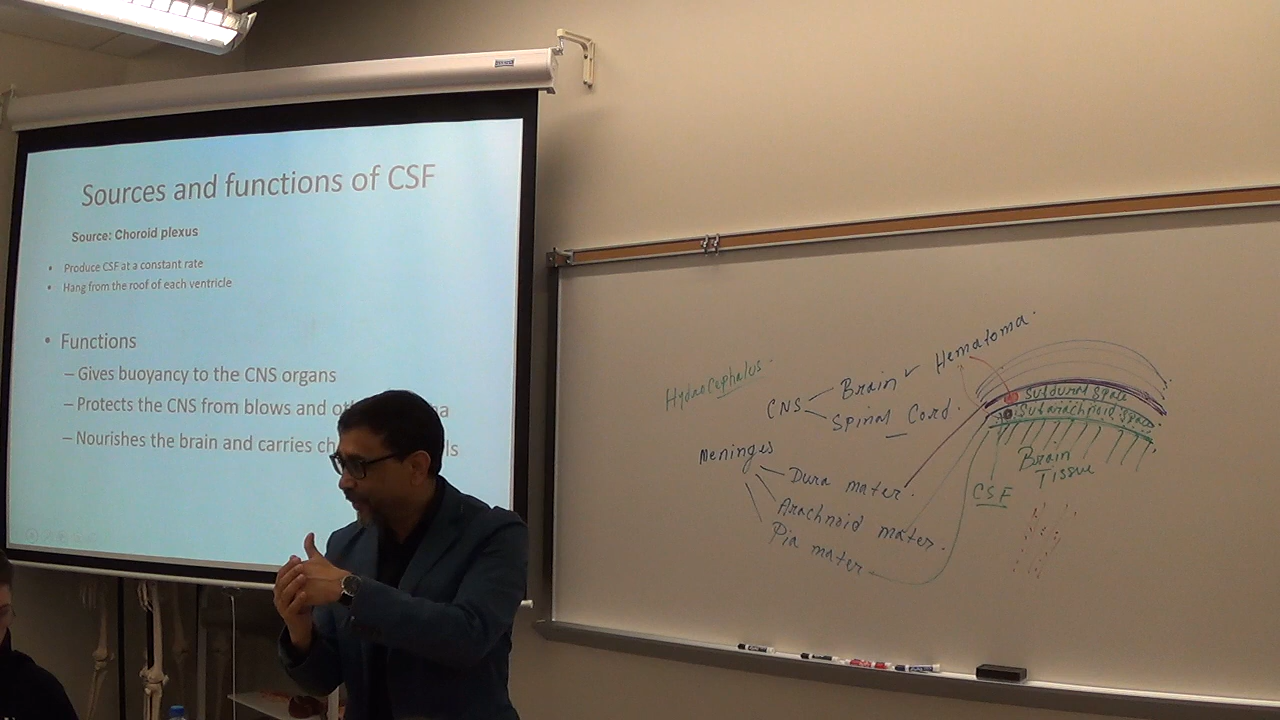 Sources and functions of CSF
Source: Choroid plexus
• Produce CSF at a constant rate
• Hang from the roof of each ventricle
• Functions
– Gives buoyancy to the CNS organs
– Protects the CNS from blows and
– Nourishes the brain and carries
Hydrocephalus.
CNS
Brain
Spinal Cord.
Hematoma.
Meninges
Dura mater.
Arachnoid mater.
Pia mater
Subdural space
Subarachnoid space
Brain
Tissue
CSF